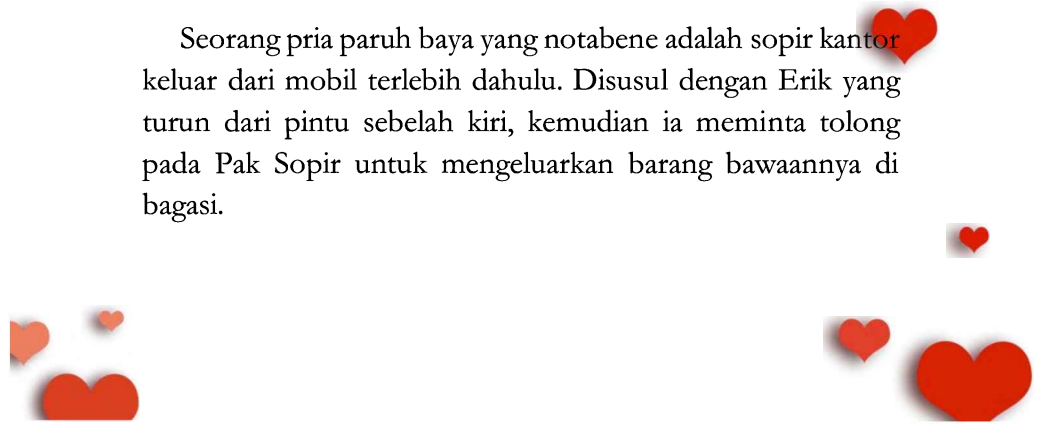 Seorang pria paruh baya yang notabene adalah sopir kantor
keluar dari mobil terlebih dahulu. Disusul dengan Erik yang
turun dari pintu sebelah kiri, kemudian ia meminta tolong
pada Pak Sopir untuk mengeluarkan barang bawaannya di
bagasi.